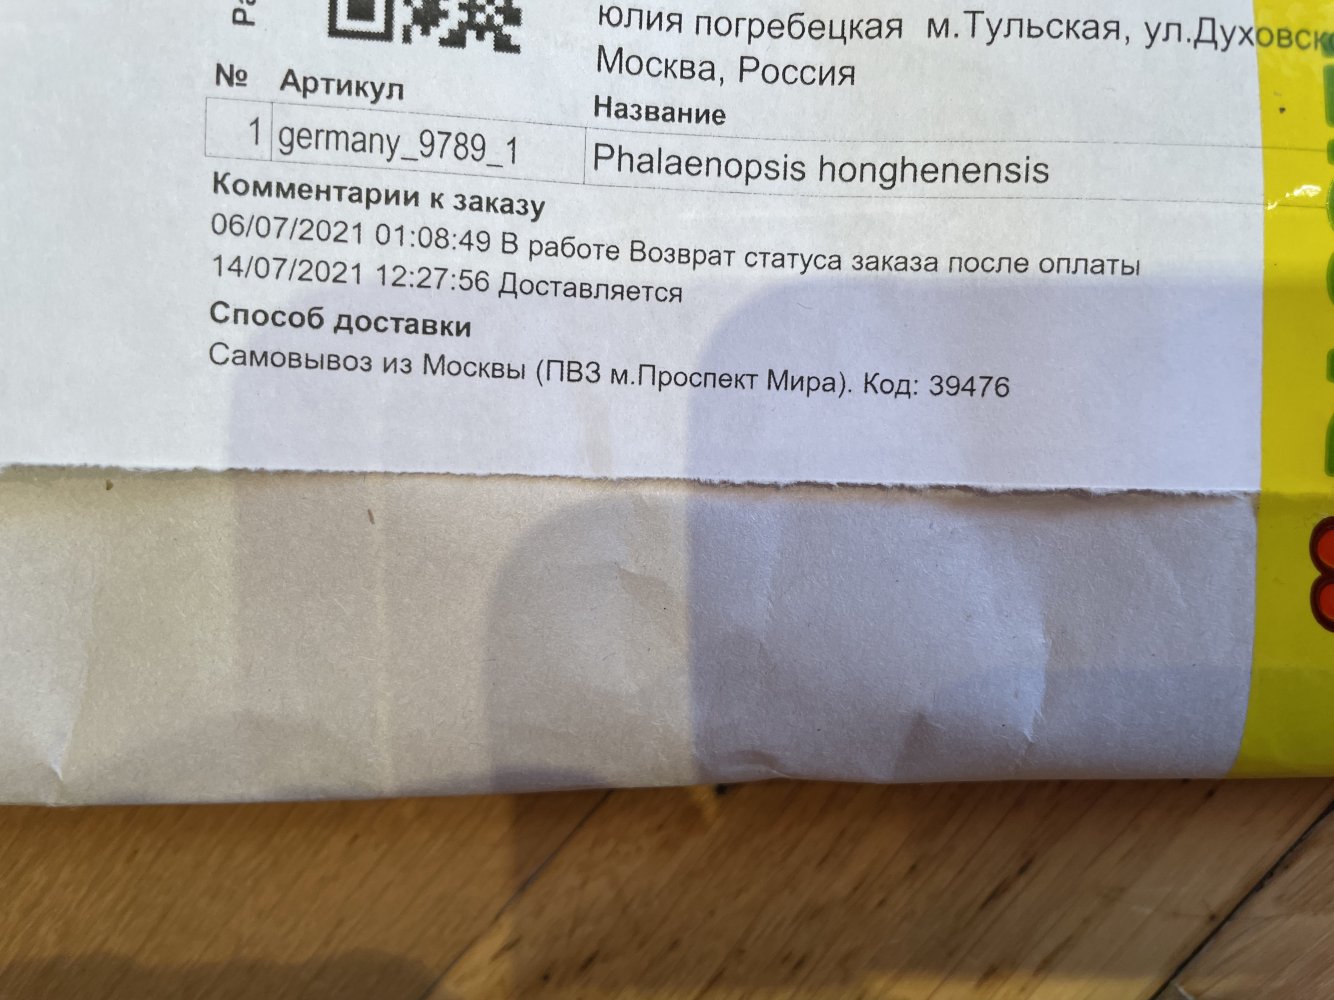 юлия погребецкая м.Тульская, ул.Духовск
Москва, Россия
№ Артикул Название
1 germany_9789_1 Phalaenopsis honghenensis
Комментарии к заказу
06/07/2021 01:08:49 В работе Возврат статуса заказа после оплаты
14/07/2021 12:27:56 Доставляется
Способ доставки
Самовывоз из Москвы (ПВЗ м.Проспект Мира). Код: 39476